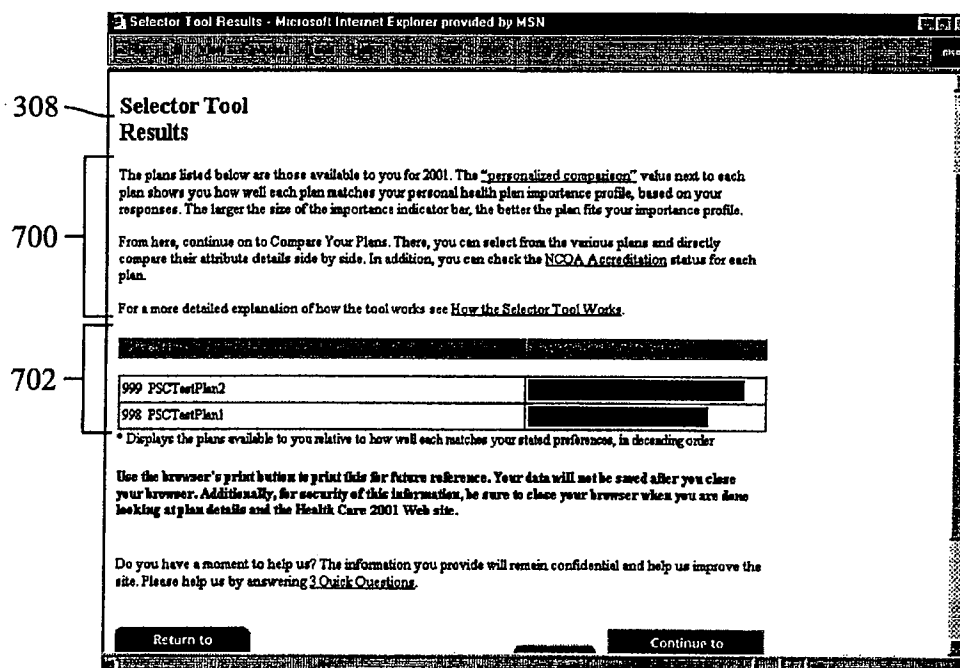 Selector Tool Results - Microsoft Internet Explorer provided by MSN
308
Selector Tool
Results
The plans listed below are those available to you for 2001. The "personalized comparison" value next to each
plan shows you how well each plan matches your personal health plan importance profile, based on your
responses. The larger the size of the importance indicator bar, the better the plan fits your importance profile.
700
From here, continue on to Compare Your Plans. There, you can select from the various plans and directly
compare their attribute details side by side. In addition, you can check the NCQA Accreditation status for each
plan.
For a more detailed explanation of how the tool works see How the Selector Tool Works.
702
999 PSCTestPlan2
998 PSCTestPlan1
* Displays the plans available to you relative to how well each matches your stated preferences, in decending order
Use the browser's print button to print this for future reference. Your data will not be saved after you close
your browser. Additionally, for security of this information, be sure to close your browser when you are done
looking at plan details and the Health Care 2001 Web site.
Do you have a moment to help us? The information you provide will remain confidential and help us improve the
site. Please help us by answering 3 Quick Questions.
Return to
Continue to